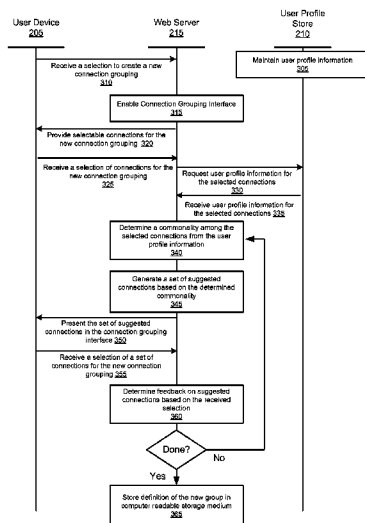 User Device
205
Web Server
215
User Profile
Store
210
Maintain user profile information
305
Receive a selection to create a new
connection grouping
310
Enable Connection Grouping Interface
315
Provide selectable connections for the
new connection grouping 320
Receive a selection of connections for the
new connection grouping
325
Request user profile information for
the selected connections
330
Receive user profile information for
the selected connections 335
Determine a commonality among the
selected connections from the user
profile information
340
Generate a set of suggested
connections based on the determined
commonality
345
Present the set of suggested
connections in the connection grouping
interface 350
Receive a selection of a set of
connections for the new connection
grouping 355
Determine feedback on suggested
connections based on the received
selection
360
Done?
No
Yes
Store definition of the new group in
computer readable storage medium
365